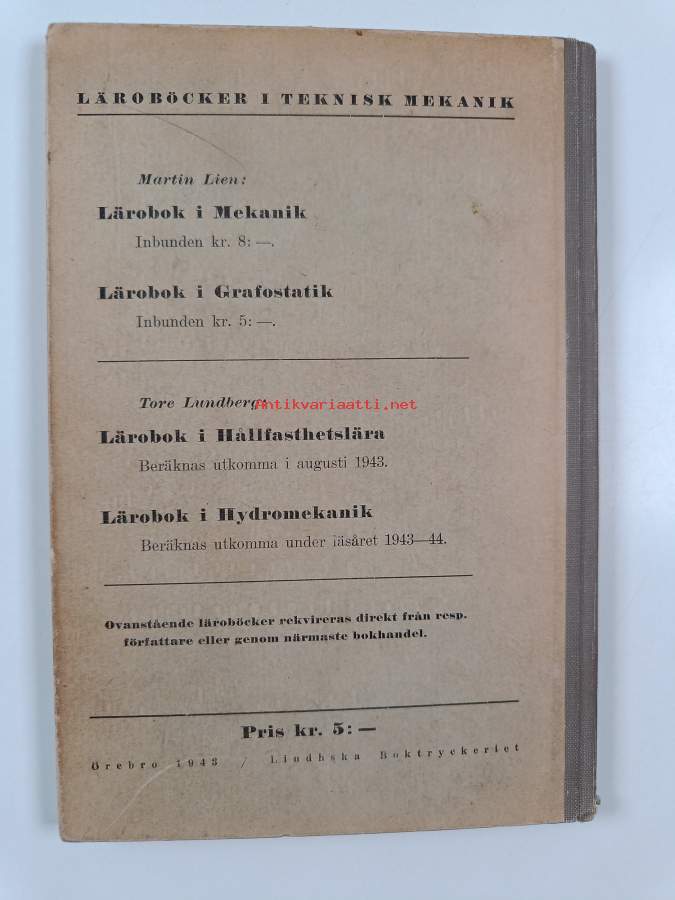 LÄROBÖCKER I TEKNISK MEKANIK
Martin Lien:
Lärobok i Mekanik
Inbunden kr. 8: —.
Lärobok i Grafostatik
Inbunden kr. 5: —.
Tore Lundberg:
Antikvariaatti.net
Lärobok i Hållfasthetslära
Beräknas utkomma i augusti 1943.
Lärobok i Hydromekanik
Beräknas utkomma under läsåret 1943—44.
Ovanstående läroböcker rekvireras direkt från resp.
författare eller genom närmaste bokhandel.
Pris kr. 5: —
Örebro 1943 / Lindhska Boktryckeriet